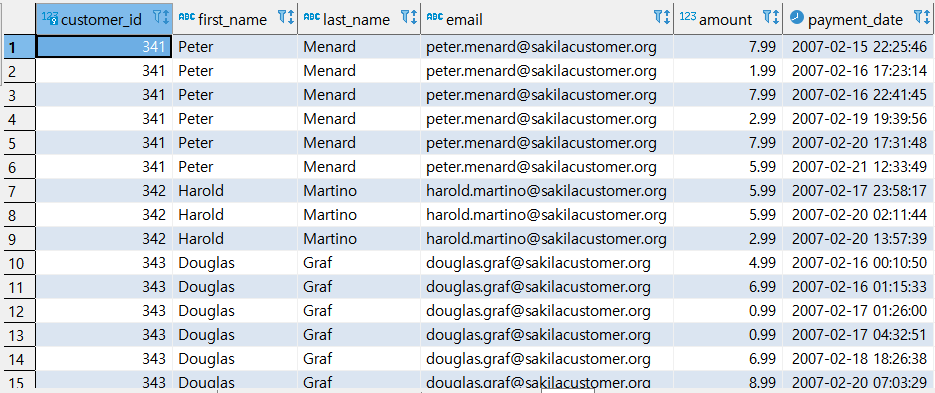 123 customer_id ABC first_name ABC last_name ABC email 123 amount payment_date
1 341 Peter Menard peter.menard@sakilacustomer.org 7.99 2007-02-15 22:25:46
2 341 Peter Menard peter.menard@sakilacustomer.org 1.99 2007-02-16 17:23:14
3 341 Peter Menard peter.menard@sakilacustomer.org 7.99 2007-02-16 22:41:45
4 341 Peter Menard peter.menard@sakilacustomer.org 2.99 2007-02-19 19:39:56
5 341 Peter Menard peter.menard@sakilacustomer.org 7.99 2007-02-20 17:31:48
6 341 Peter Menard peter.menard@sakilacustomer.org 5.99 2007-02-21 12:33:49
7 342 Harold Martino harold.martino@sakilacustomer.org 5.99 2007-02-17 23:58:17
8 342 Harold Martino harold.martino@sakilacustomer.org 5.99 2007-02-20 02:11:44
9 342 Harold Martino harold.martino@sakilacustomer.org 2.99 2007-02-20 13:57:39
10 343 Douglas Graf douglas.graf@sakilacustomer.org 4.99 2007-02-16 00:10:50
11 343 Douglas Graf douglas.graf@sakilacustomer.org 6.99 2007-02-16 01:15:33
12 343 Douglas Graf douglas.graf@sakilacustomer.org 0.99 2007-02-17 01:26:00
13 343 Douglas Graf douglas.graf@sakilacustomer.org 0.99 2007-02-17 04:32:51
14 343 Douglas Graf douglas.graf@sakilacustomer.org 6.99 2007-02-18 18:26:38
15 343 Douglas Graf douglas.graf@sakilacustomer.org 8.99 2007-02-20 07:03:29